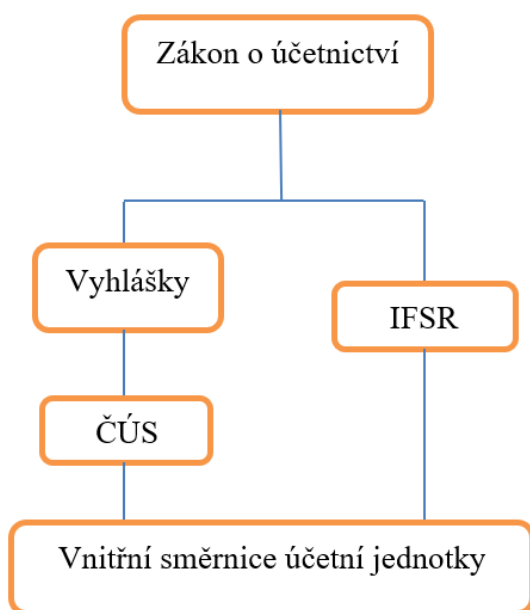 Zákon o účetnictví
Vyhlášky
IFSR
ČÚS
Vnitřní směrnice účetní jednotky